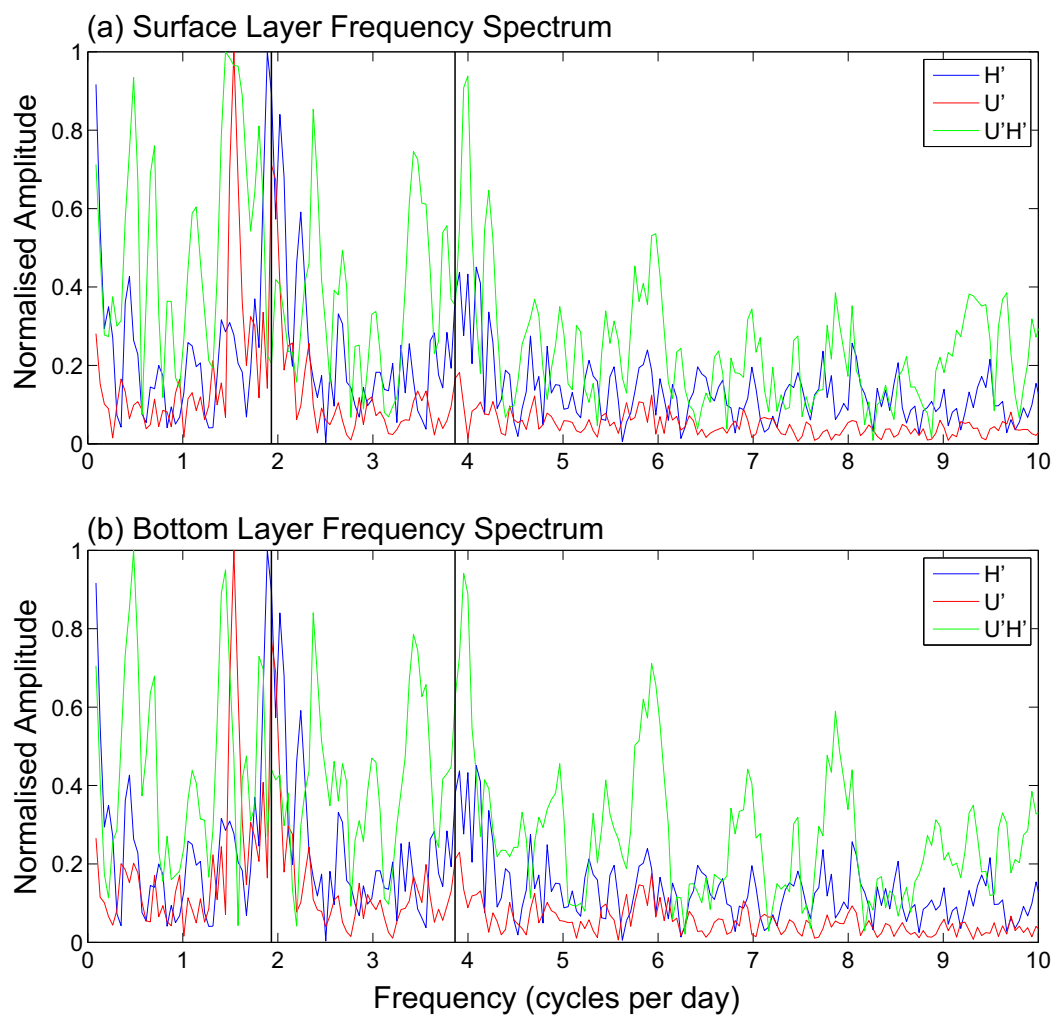 (a) Surface Layer Frequency Spectrum
Normalised Amplitude
1
0.8
0.6
0.4
0.2
0
0 1 2 3 4 5 6 7 8 9 10
H'
U'
U'H'
(b) Bottom Layer Frequency Spectrum
Normalised Amplitude
1
0.8
0.6
0.4
0.2
0
0 1 2 3 4 5 6 7 8 9 10
H'
U'
U'H'
Frequency (cycles per day)